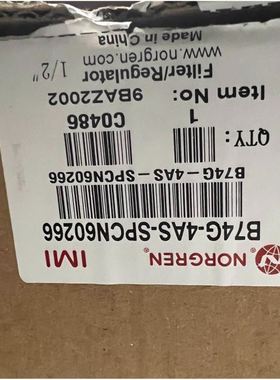 NORGREN® IMI
B74G-4AS-SPCN60266
B74G-4AS-SPCN60266
QTY: 1 C0486
Item No: 9BAZ2002
Filter/Regulator 1/2"
www.norgren.com
Made in China